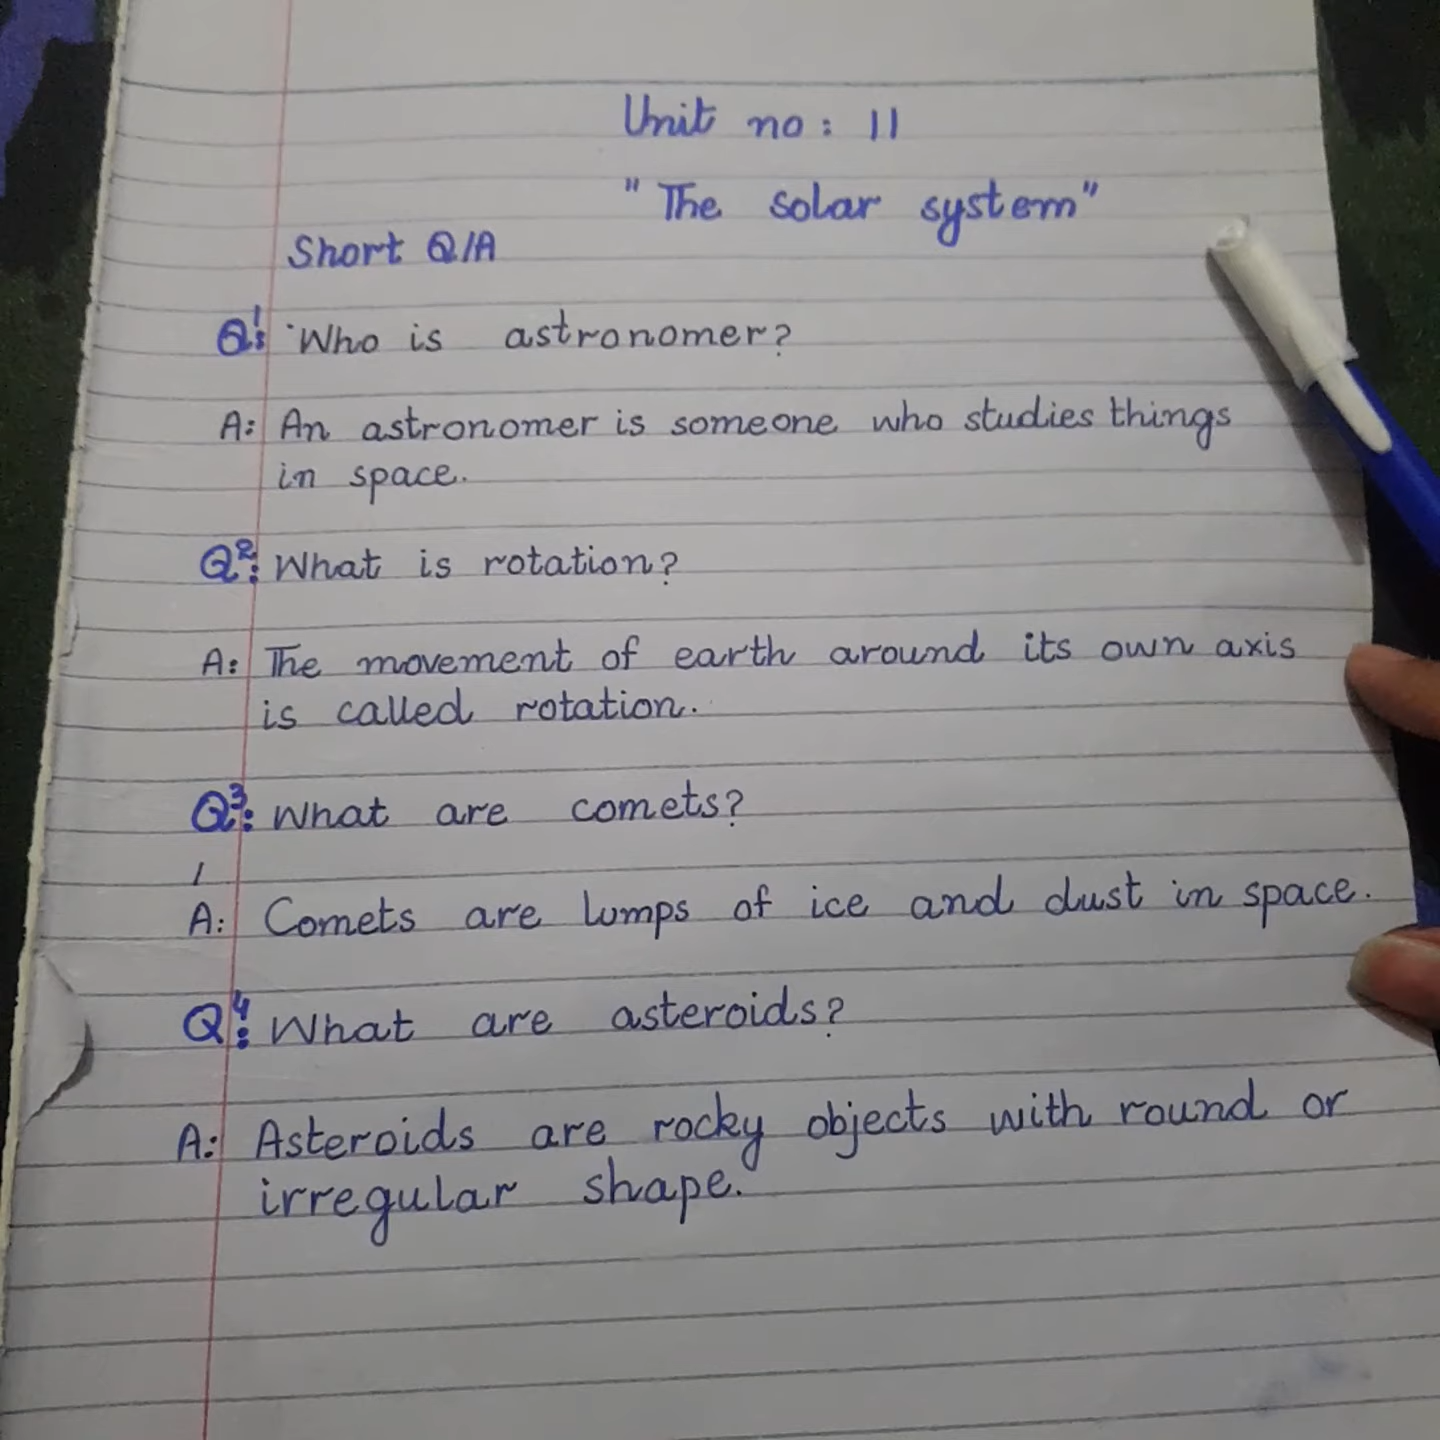 Unit no: 11
"The solar system"
Short Q/A
Q1: Who is astronomer?
A: An astronomer is someone who studies things
in space.
Q2: What is rotation?
A: The movement of earth around its own axis
is called rotation.
Q3: What are comets?
A: Comets are lumps of ice and dust in space.
Q4: What are asteroids?
A: Asteroids are rocky objects with round or
irregular shape.